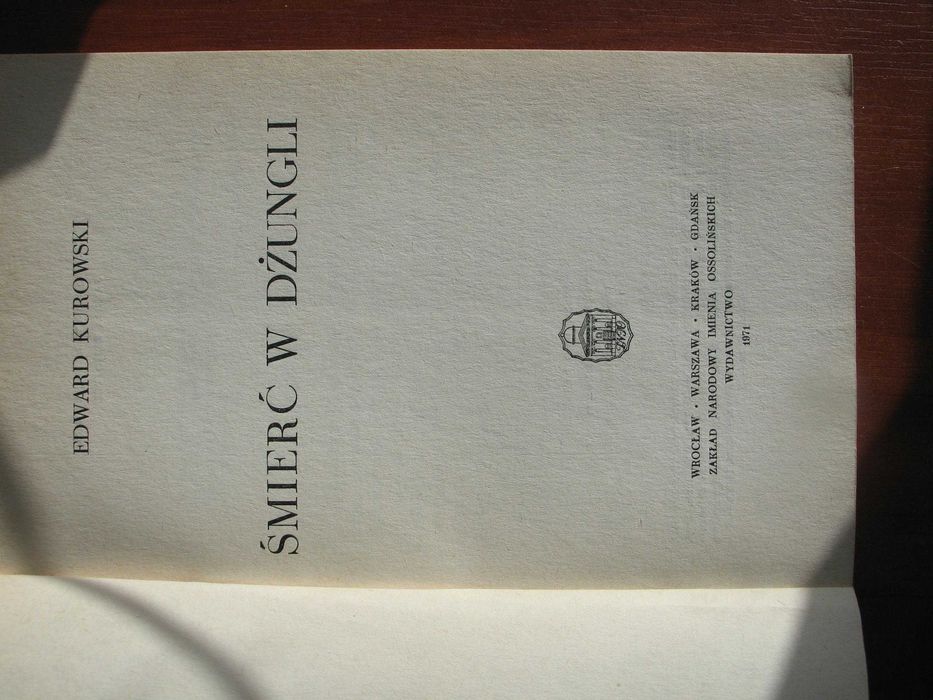 EDWARD KUROWSKI
ŚMIERĆ W DŻUNGLI
WROCŁAW · WARSZAWA · KRAKÓW · GDAŃSK
ZAKŁAD NARODOWY IMIENIA OSSOLIŃSKICH
WYDAWNICTWO
1971